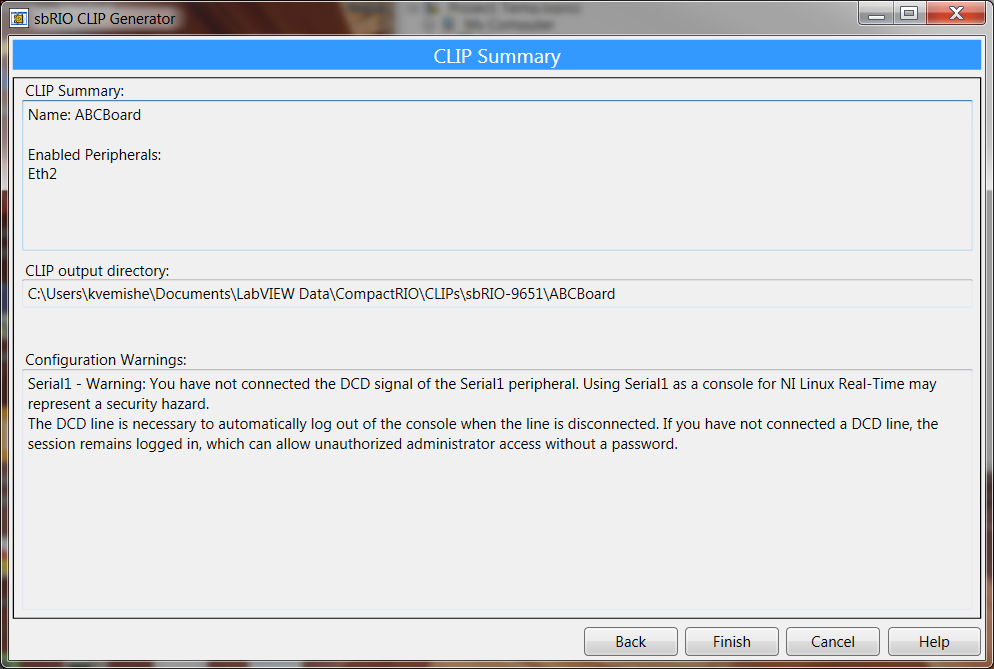 sbRIO CLIP Generator
My Computer
CLIP Summary
CLIP Summary:
Name: ABCBoard
Enabled Peripherals:
Eth2
CLIP output directory:
C:\Users\kvemishe\Documents\LabVIEW Data\CompactRIO\CLIPs\sbRIO-9651\ABCBoard
Configuration Warnings:
Serial1 - Warning: You have not connected the DCD signal of the Serial1 peripheral. Using Serial1 as a console for NI Linux Real-Time may
represent a security hazard.
The DCD line is necessary to automatically log out of the console when the line is disconnected. If you have not connected a DCD line, the
session remains logged in, which can allow unauthorized administrator access without a password.
Back Finish Cancel Help